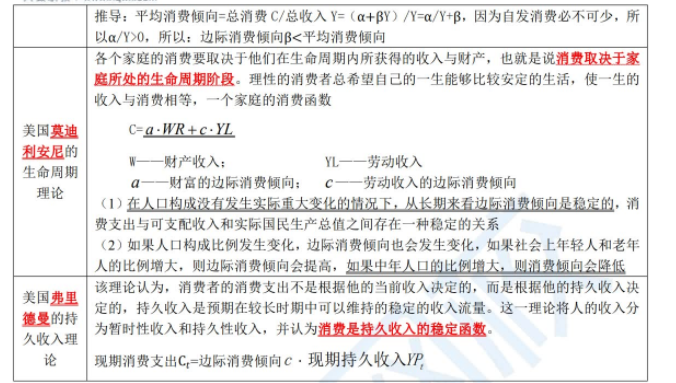 推导：平均消费倾向=总消费 C/总收入 Y=（α+βY）/Y=α/Y+β，因为自发消费必不可少，所
以α/Y>0，所以：边际消费倾向β<平均消费倾向
各个家庭的消费要取决于他们在生命周期内所获得的收入与财产，也就是说消费取决于家
庭所处的生命周期阶段。理性的消费者总希望自己的一生能够比较安定的生活，使一生的
收入与消费相等，一个家庭的消费函数
C=a·WR+c·YL
W——财产收入； YL——劳动收入
a——财富的边际消费倾向； c——劳动收入的边际消费倾向
（1）在人口构成没有发生实际重大变化的情况下，从长期来看边际消费倾向是稳定的，消
费支出与可支配收入和实际国民生产总值之间存在一种稳定的关系
（2）如果人口构成比例发生变化，边际消费倾向也会发生变化，如果社会上年轻人和老年
人的比例增大，则边际消费倾向会提高，如果中年人口的比例增大，则消费倾向会降低
美国莫迪
利安尼的
生命周期
理论
该理论认为，消费者的消费支出不是根据他的当前收入决定的，而是根据他的持久收入决
定的，持久收入是预期在较长时期中可以维持的稳定的收入流量。这一理论将人的收入分
为暂时性收入和持久性收入，并认为消费是持久收入的稳定函数。
现期消费支出Cₜ=边际消费倾向 c · 现期持久收入YPₜ
美国弗里
德曼的持
久收入理
论